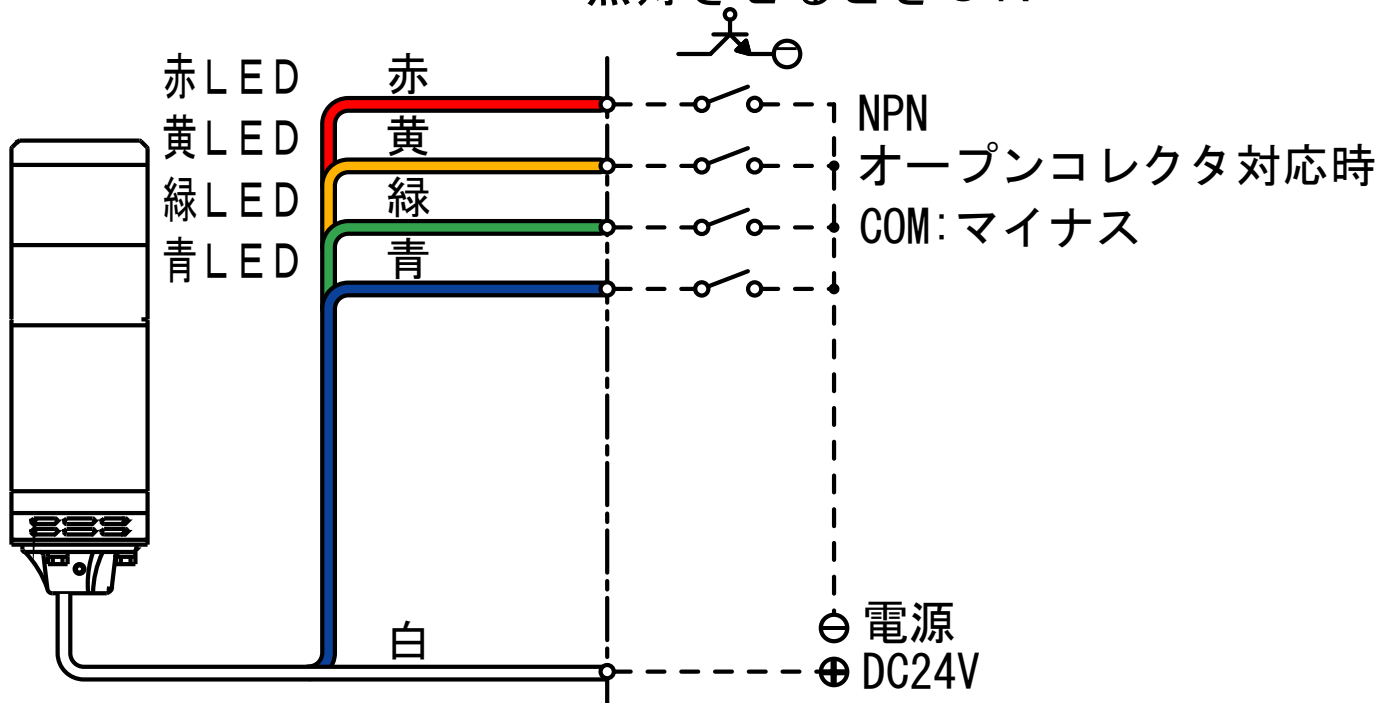 赤LED 赤
黄LED 黄
緑LED 緑
青LED 青
NPN
オープンコレクタ対応時
COM:マイナス
白
電源
DC24V